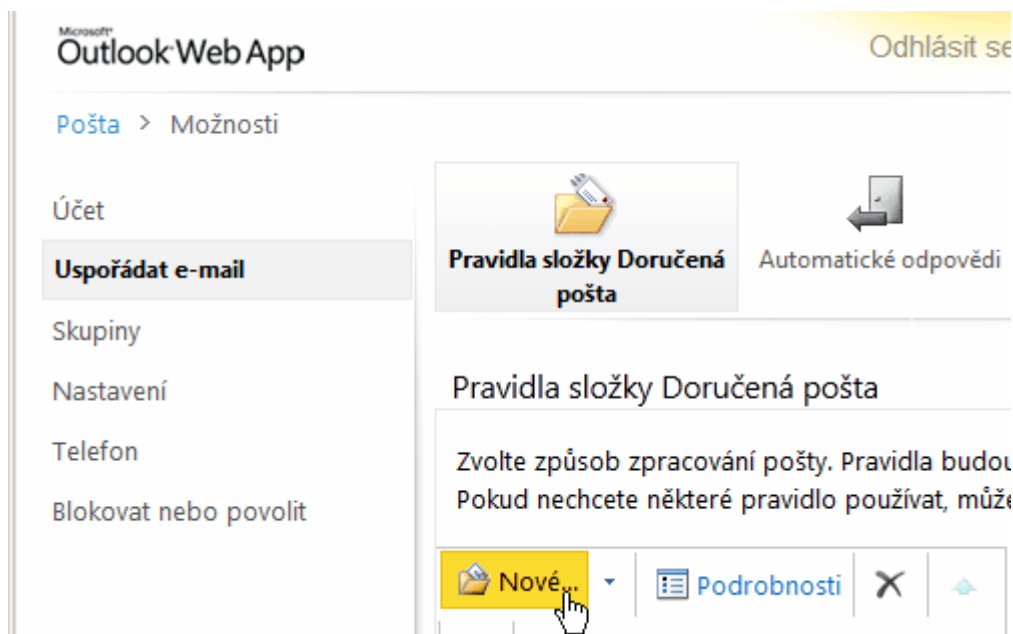 Microsoft®
Outlook Web App
Odhlásit se
Pošta > Možnosti
Účet
Uspořádat e-mail
Skupiny
Nastavení
Telefon
Blokovat nebo povolit
Pravidla složky Doručená
pošta
Automatické odpovědi
Pravidla složky Doručená pošta
Zvolte způsob zpracování pošty. Pravidla budou
Pokud nechcete některé pravidlo používat, může
Nové... Podrobnosti